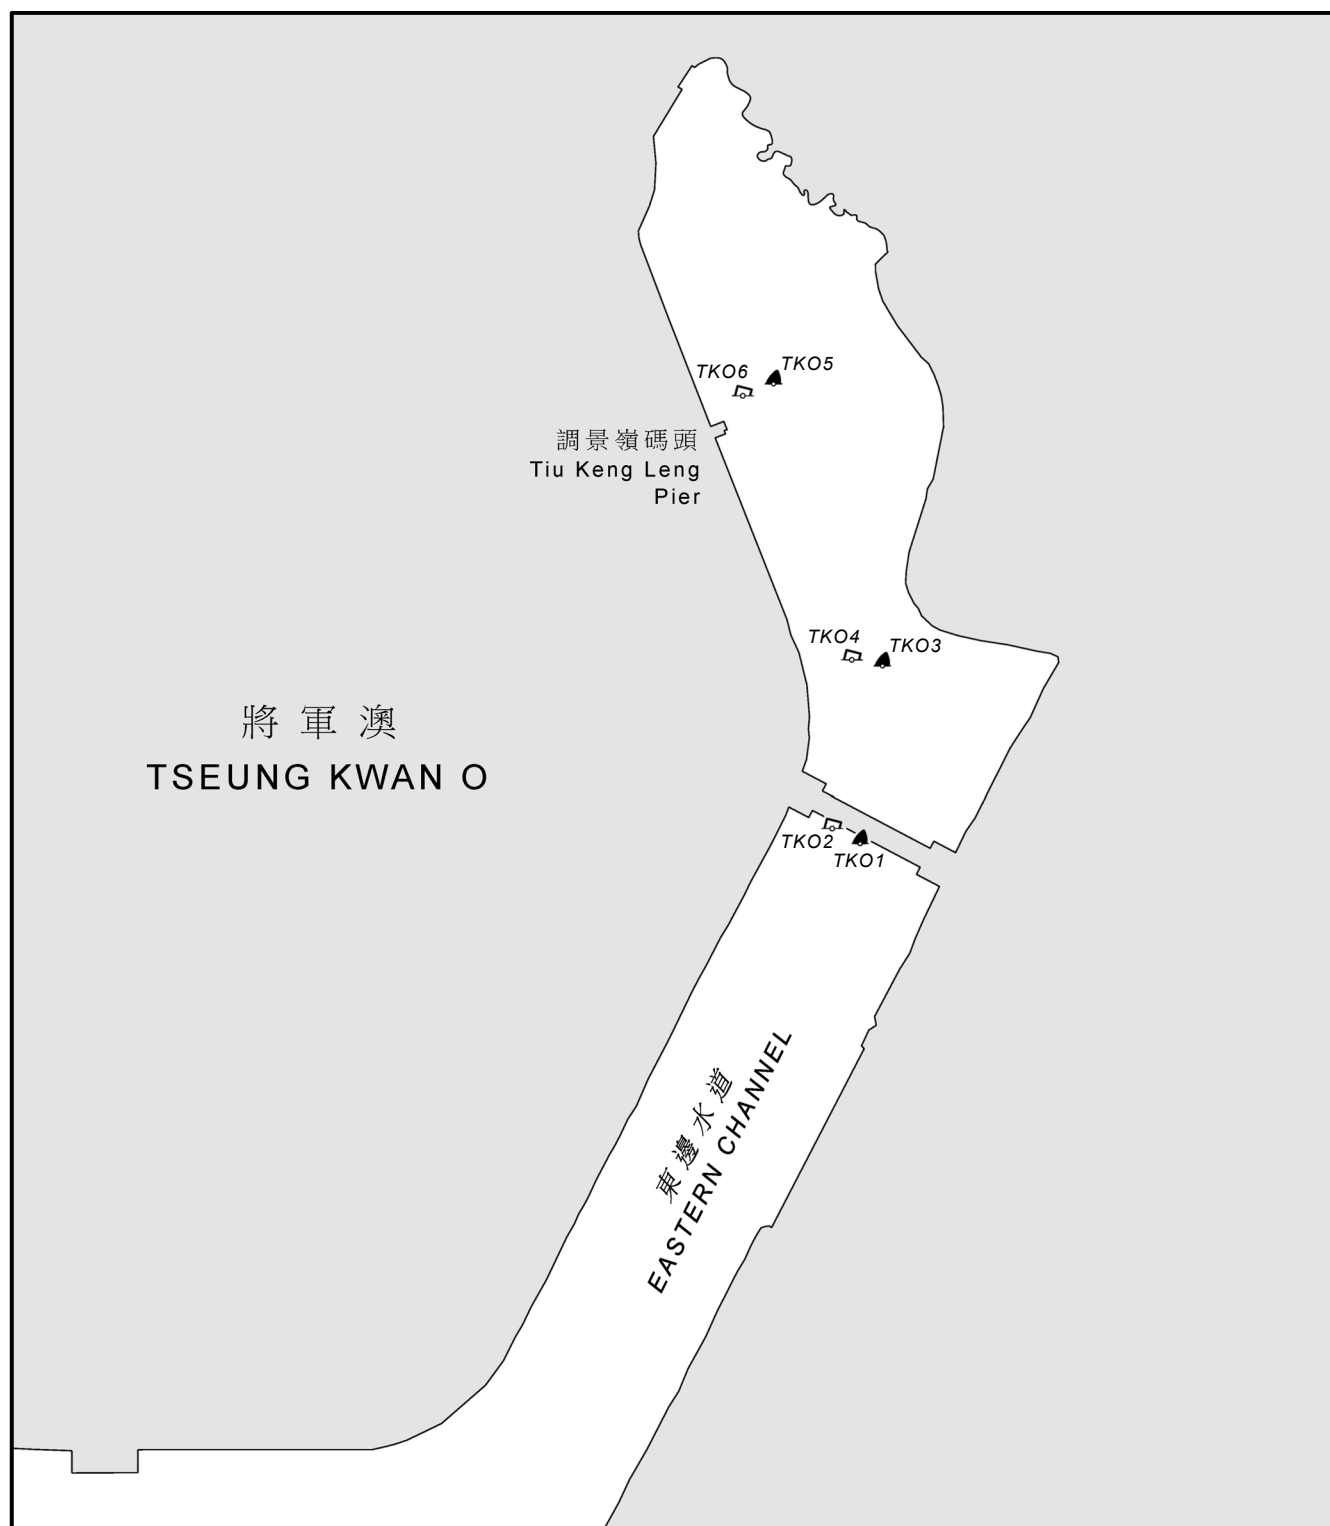 TKO5
TKO6
調景嶺碼頭
Tiu Keng Leng
Pier
TKO4
TKO3
將軍澳
TSEUNG KWAN O
TKO2
TKO1
東邊水道
EASTERN CHANNEL